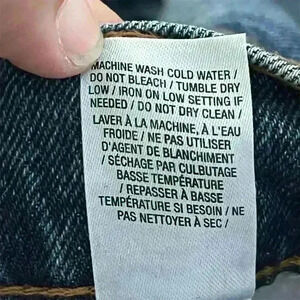 MACHINE WASH COLD WATER /
DO NOT BLEACH / TUMBLE DRY
LOW / IRON ON LOW SETTING IF
NEEDED / DO NOT DRY CLEAN /
LAVER À LA MACHINE, À L'EAU
FROIDE / NE PAS UTILISER
D'AGENT DE BLANCHIMENT
/ SÉCHAGE PAR CULBUTAGE
BASSE TEMPÉRATURE
/ REPASSER À BASSE
TEMPÉRATURE SI BESOIN / NE
PAS NETTOYER À SEC /